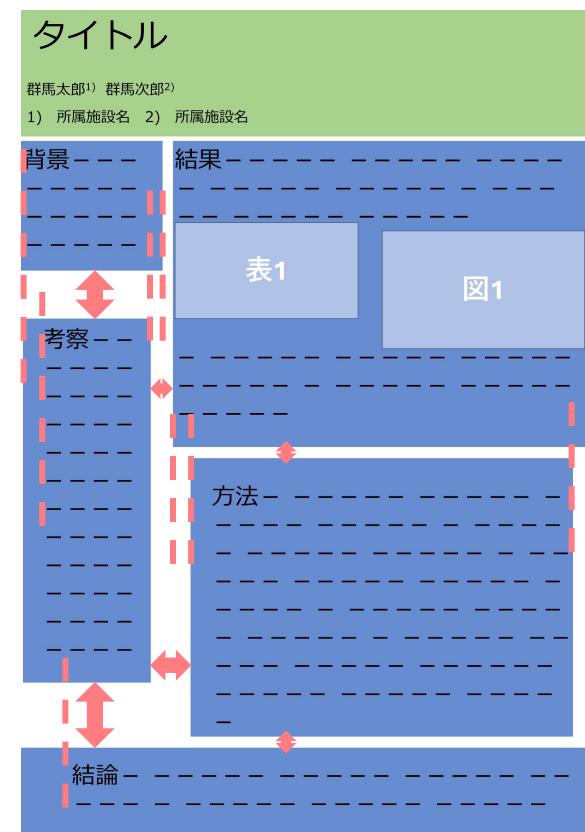 タイトル
群馬太郎1) 群馬次郎2)
1) 所属施設名 2) 所属施設名
背景
結果
表1
図1
考察
方法
結論